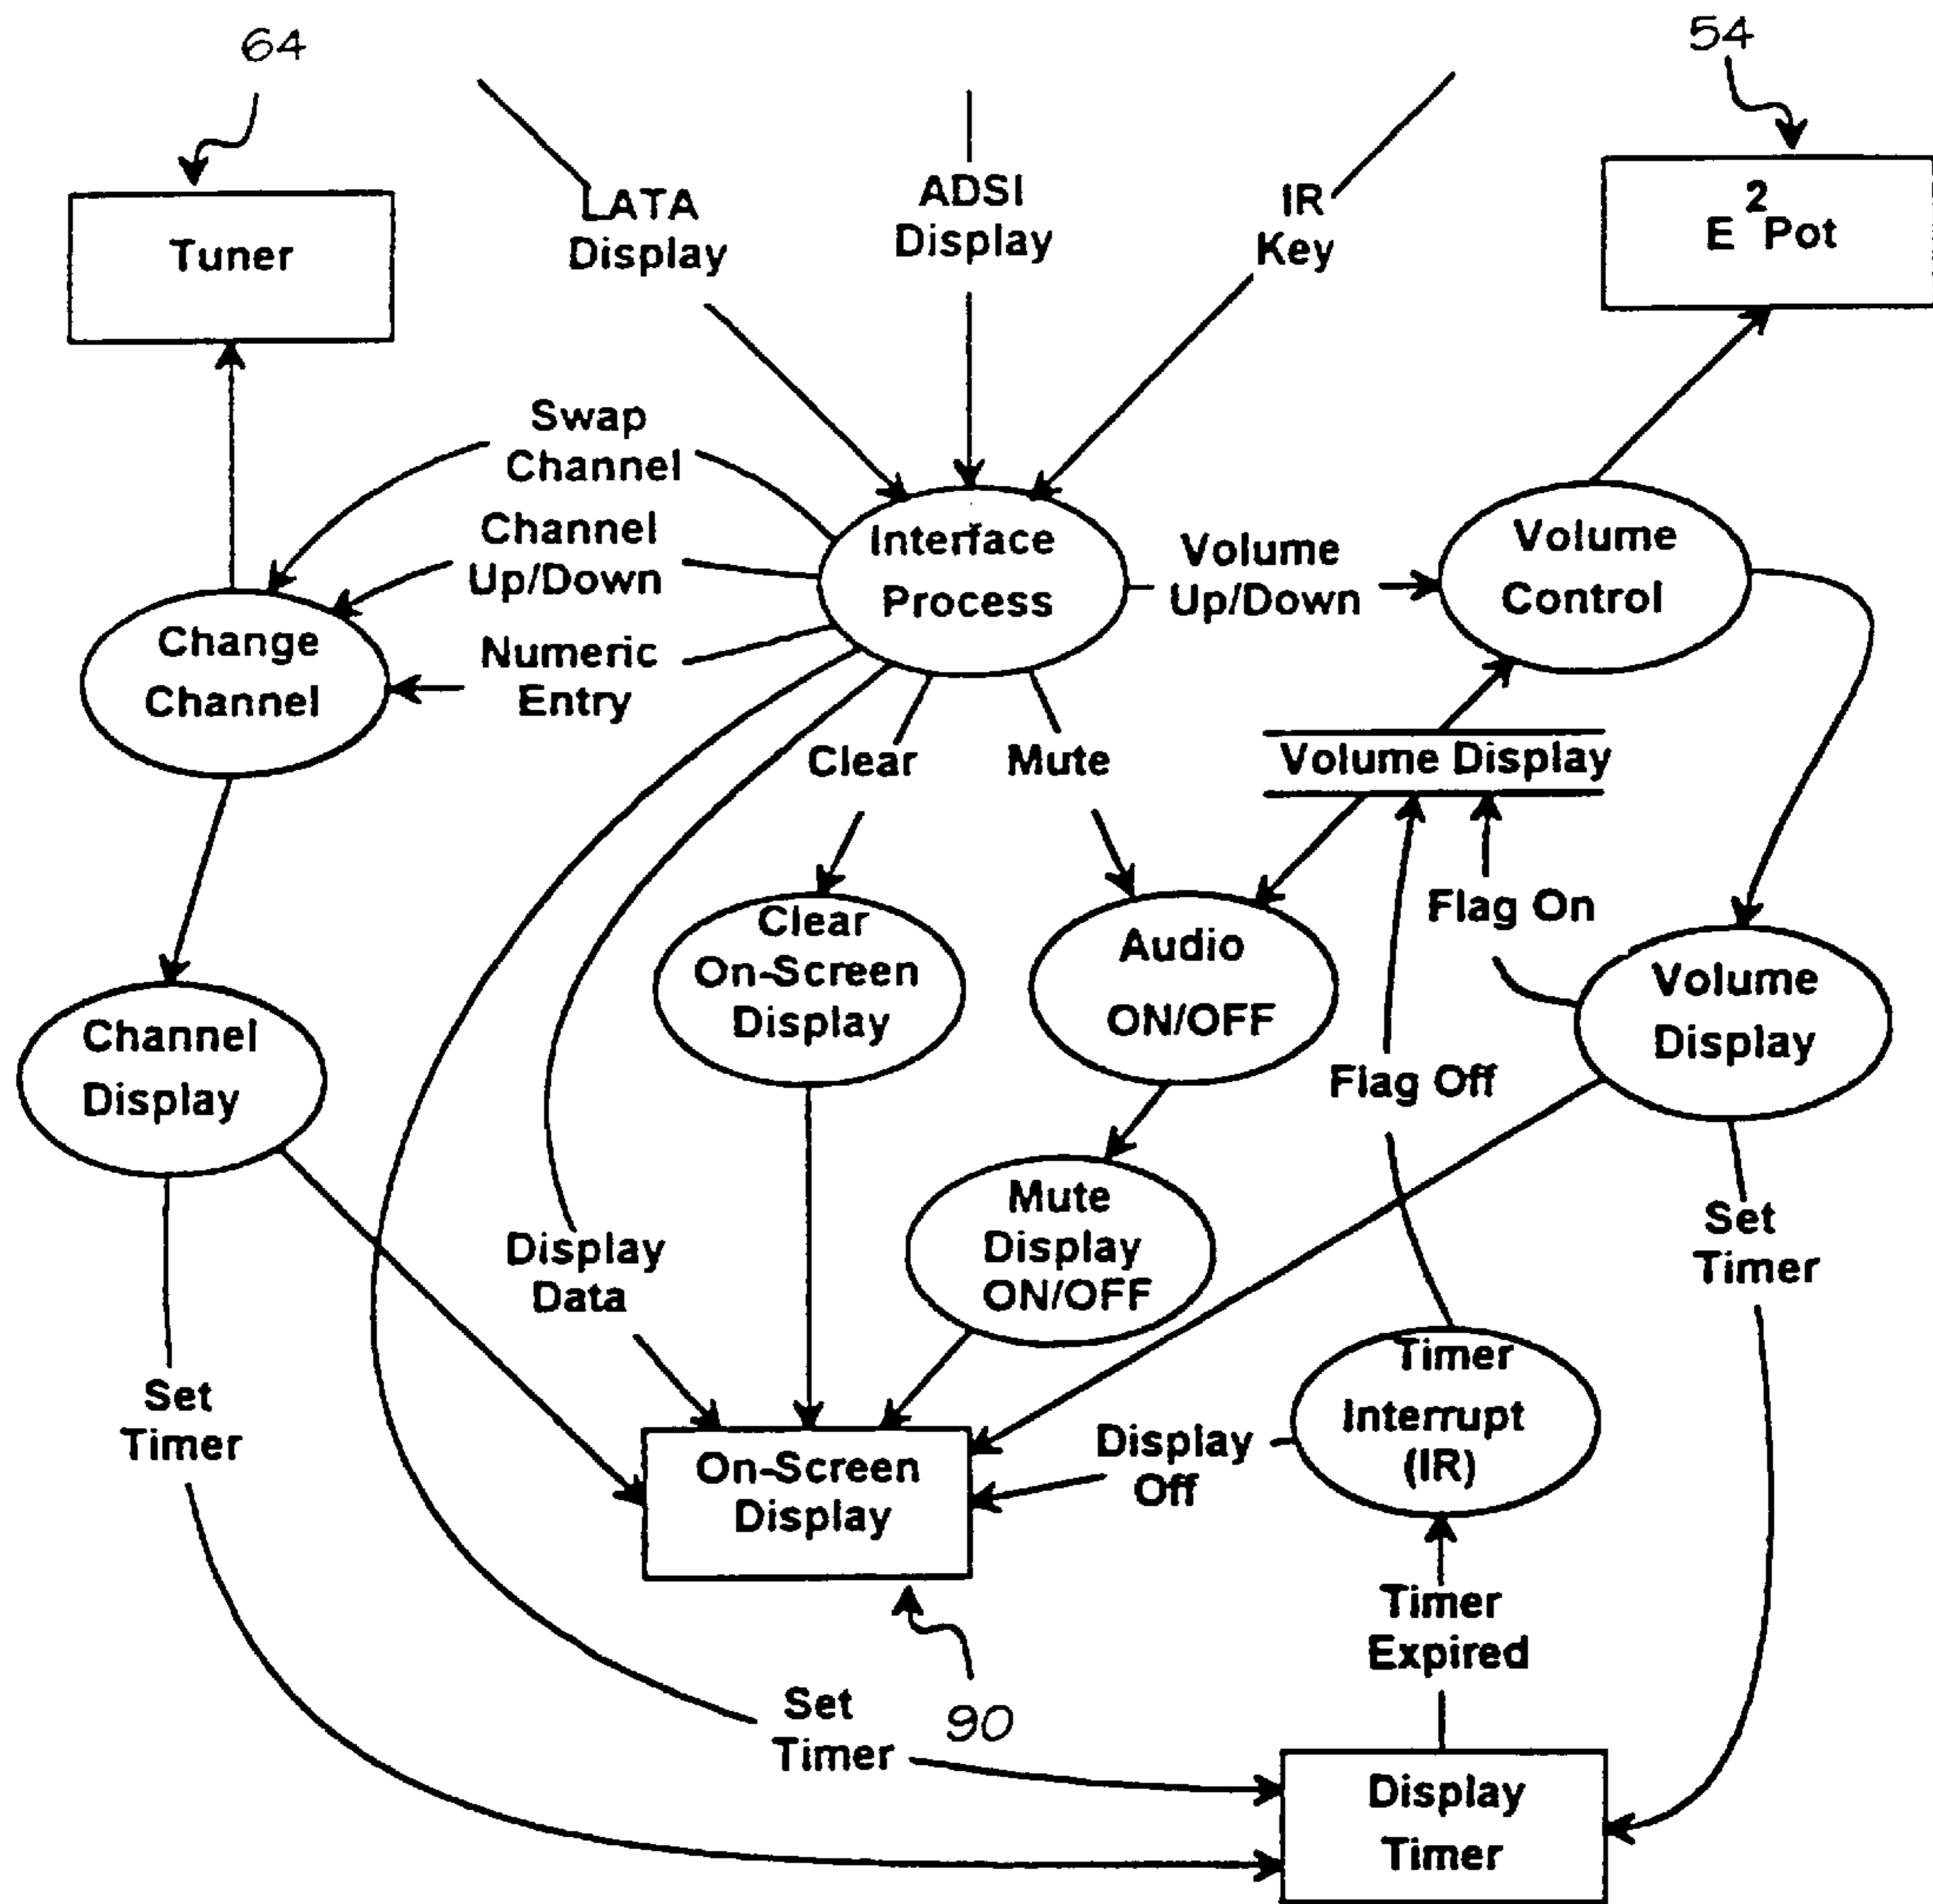 64
54
Tuner
LATA
Display
ADSI
Display
IR
Key
E²Pot
Swap
Channel
Channel
Up/Down
Numeric
Entry
Interface
Process
Volume
Up/Down
Volume
Control
Change
Channel
Clear
Mute
Volume Display
Clear
On-Screen
Display
Audio
ON/OFF
Flag On
Volume
Display
Channel
Display
Flag Off
Display
Data
Mute
Display
ON/OFF
Set
Timer
Set
Timer
Timer
Interrupt
(IR)
Display
Off
On-Screen
Display
Timer
Expired
Set
Timer
90
Display
Timer